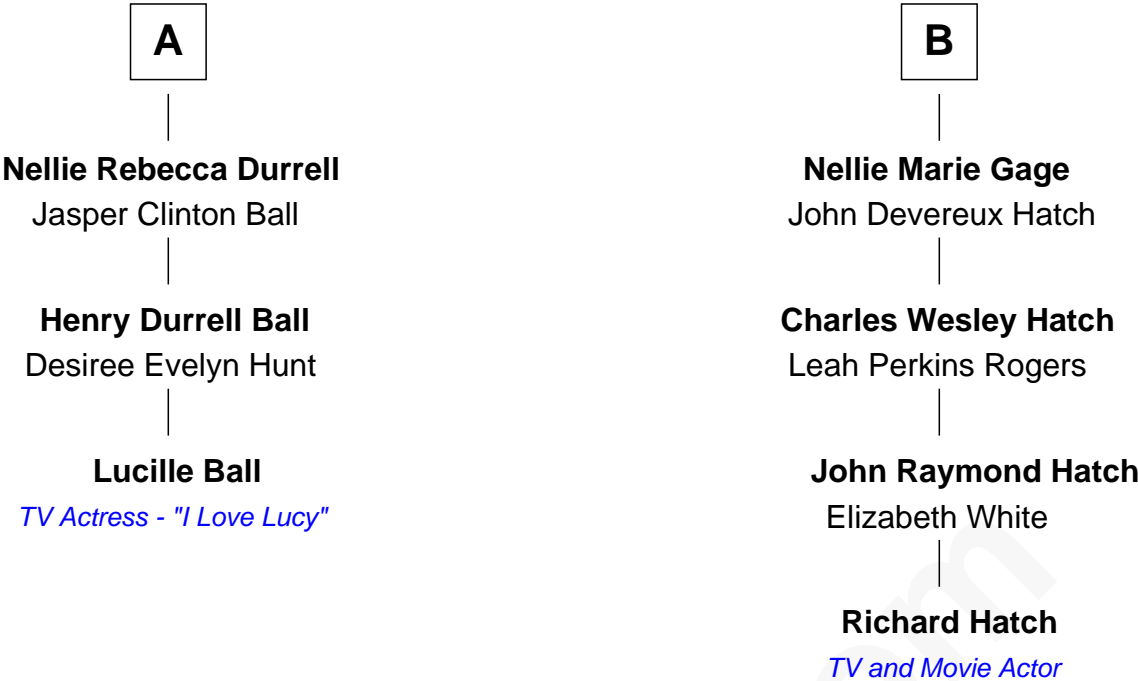 A
Nellie Rebecca Durrell
Jasper Clinton Ball
Henry Durrell Ball
Desiree Evelyn Hunt
Lucille Ball
TV Actress - "I Love Lucy"
B
Nellie Marie Gage
John Devereux Hatch
Charles Wesley Hatch
Leah Perkins Rogers
John Raymond Hatch
Elizabeth White
Richard Hatch
TV and Movie Actor